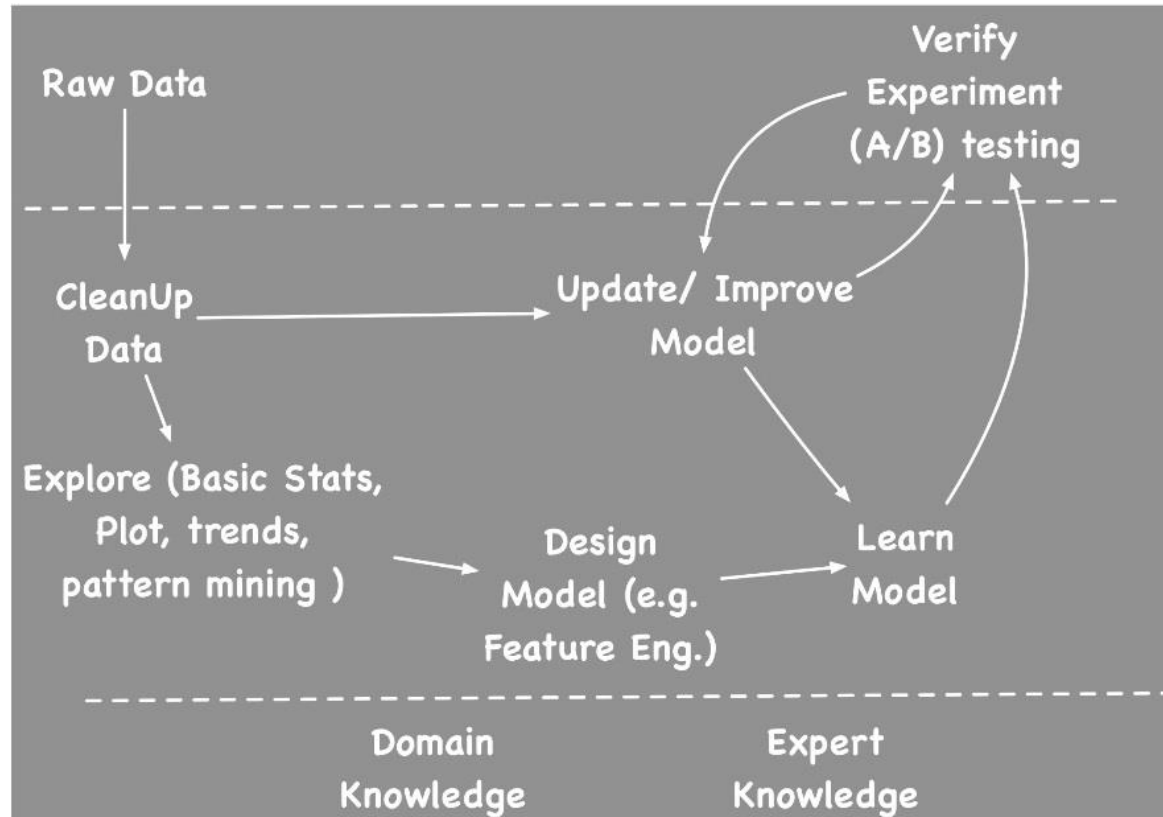 Raw Data
Verify
Experiment
(A/B) testing
CleanUp
Data
Update/ Improve
Model
Explore (Basic Stats,
Plot, trends,
pattern mining )
Design
Model (e.g.
Feature Eng.)
Learn
Model
Domain
Knowledge
Expert
Knowledge